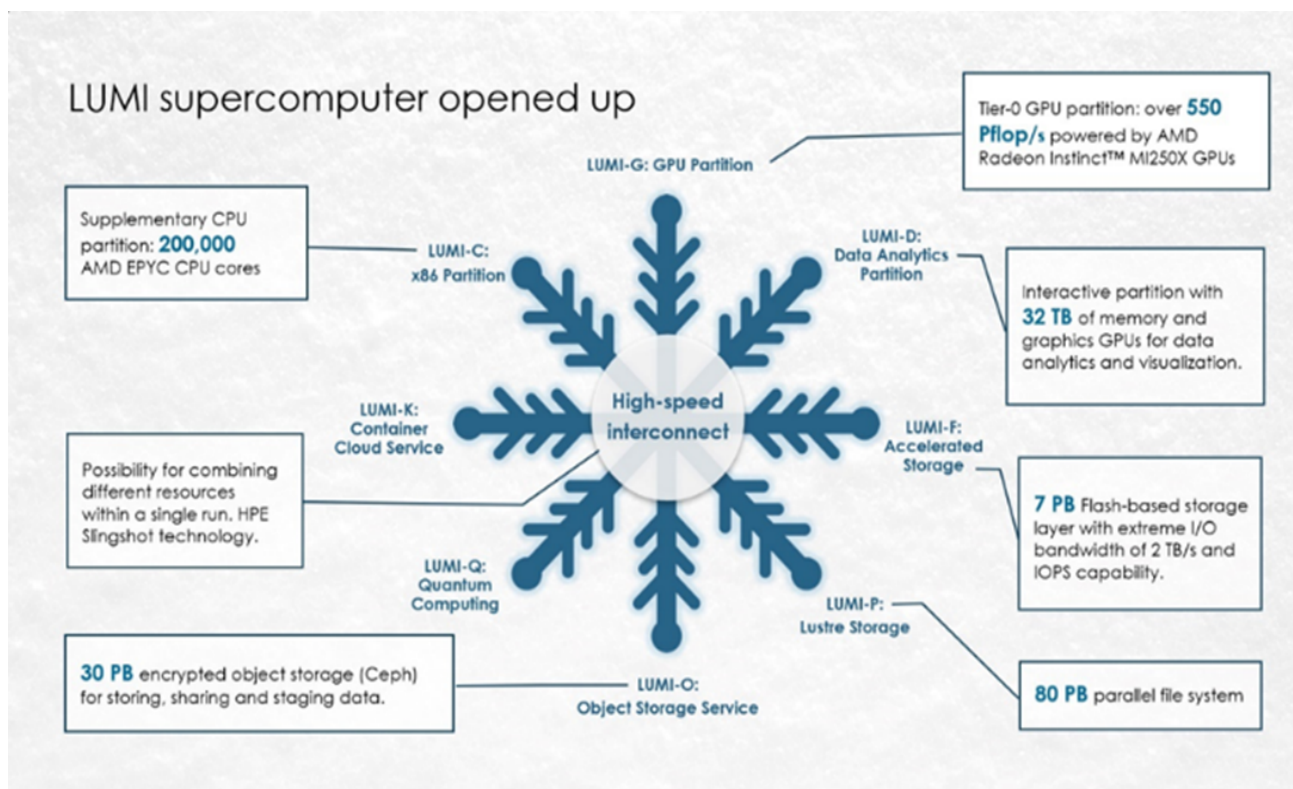 LUMI supercomputer opened up
Tier-0 GPU partition: over 550
Pflop/s powered by AMD
Radeon Instinct™ MI250X GPUs
LUMI-G: GPU Partition
Supplementary CPU
partition: 200,000
AMD EPYC CPU cores
LUMI-C:
x86 Partition
LUMI-D:
Data Analytics
Partition
Interactive partition with
32 TB of memory and
graphics GPUs for data
analytics and visualization.
High-speed
interconnect
LUMI-K:
Container
Cloud Service
LUMI-F:
Accelerated
Storage
Possibility for combining
different resources
within a single run. HPE
Slingshot technology.
7 PB Flash-based storage
layer with extreme I/O
bandwidth of 2 TB/s and
IOPS capability.
LUMI-Q:
Quantum
Computing
LUMI-P:
Lustre Storage
30 PB encrypted object storage (Ceph)
for storing, sharing and staging data.
LUMI-O:
Object Storage Service
80 PB parallel file system